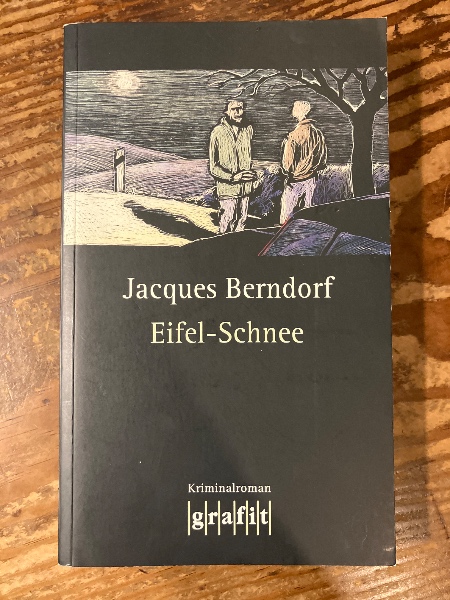 Jacques Berndorf
Eifel-Schnee
Kriminalroman
grafit